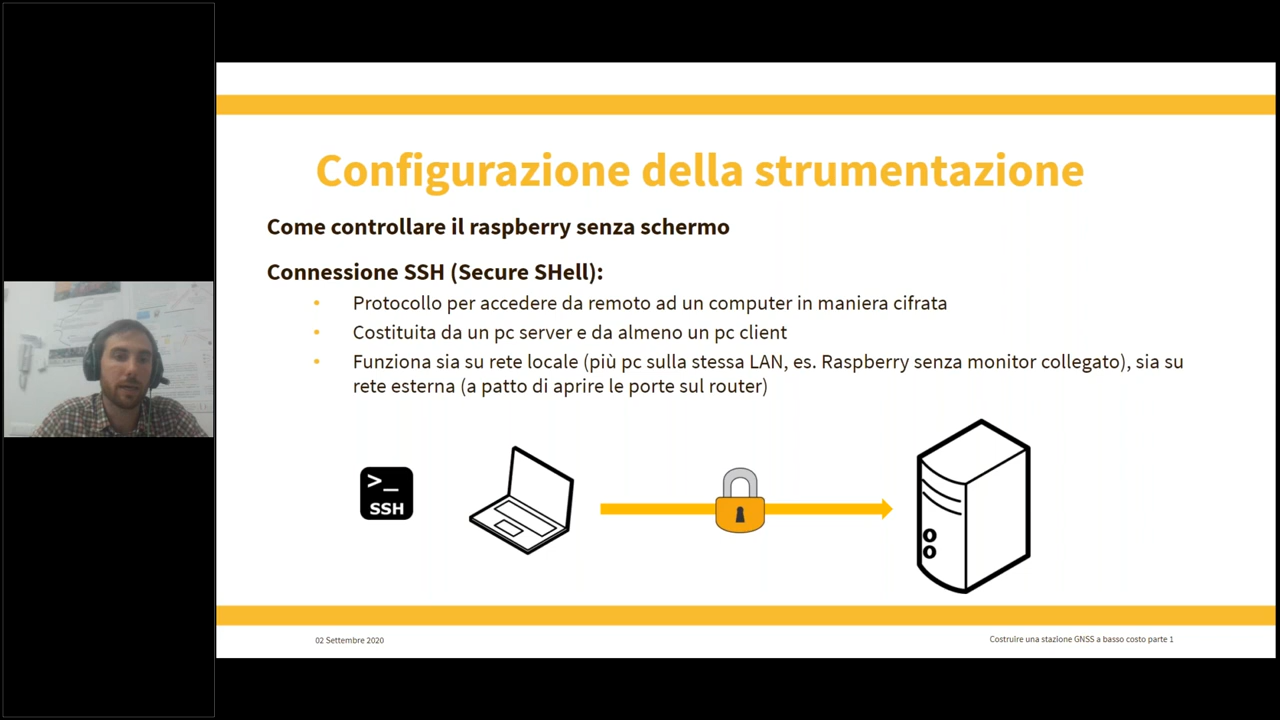 Configurazione della strumentazione
Come controllare il raspberry senza schermo
Connessione SSH (Secure SHell):
• Protocollo per accedere da remoto ad un computer in maniera cifrata
• Costituita da un pc server e da almeno un pc client
• Funziona sia su rete locale (più pc sulla stessa LAN, es. Raspberry senza monitor collegato), sia su
rete esterna (a patto di aprire le porte sul router)
>_
SSH
02 Settembre 2020
Costruire una stazione GNSS a basso costo parte 1